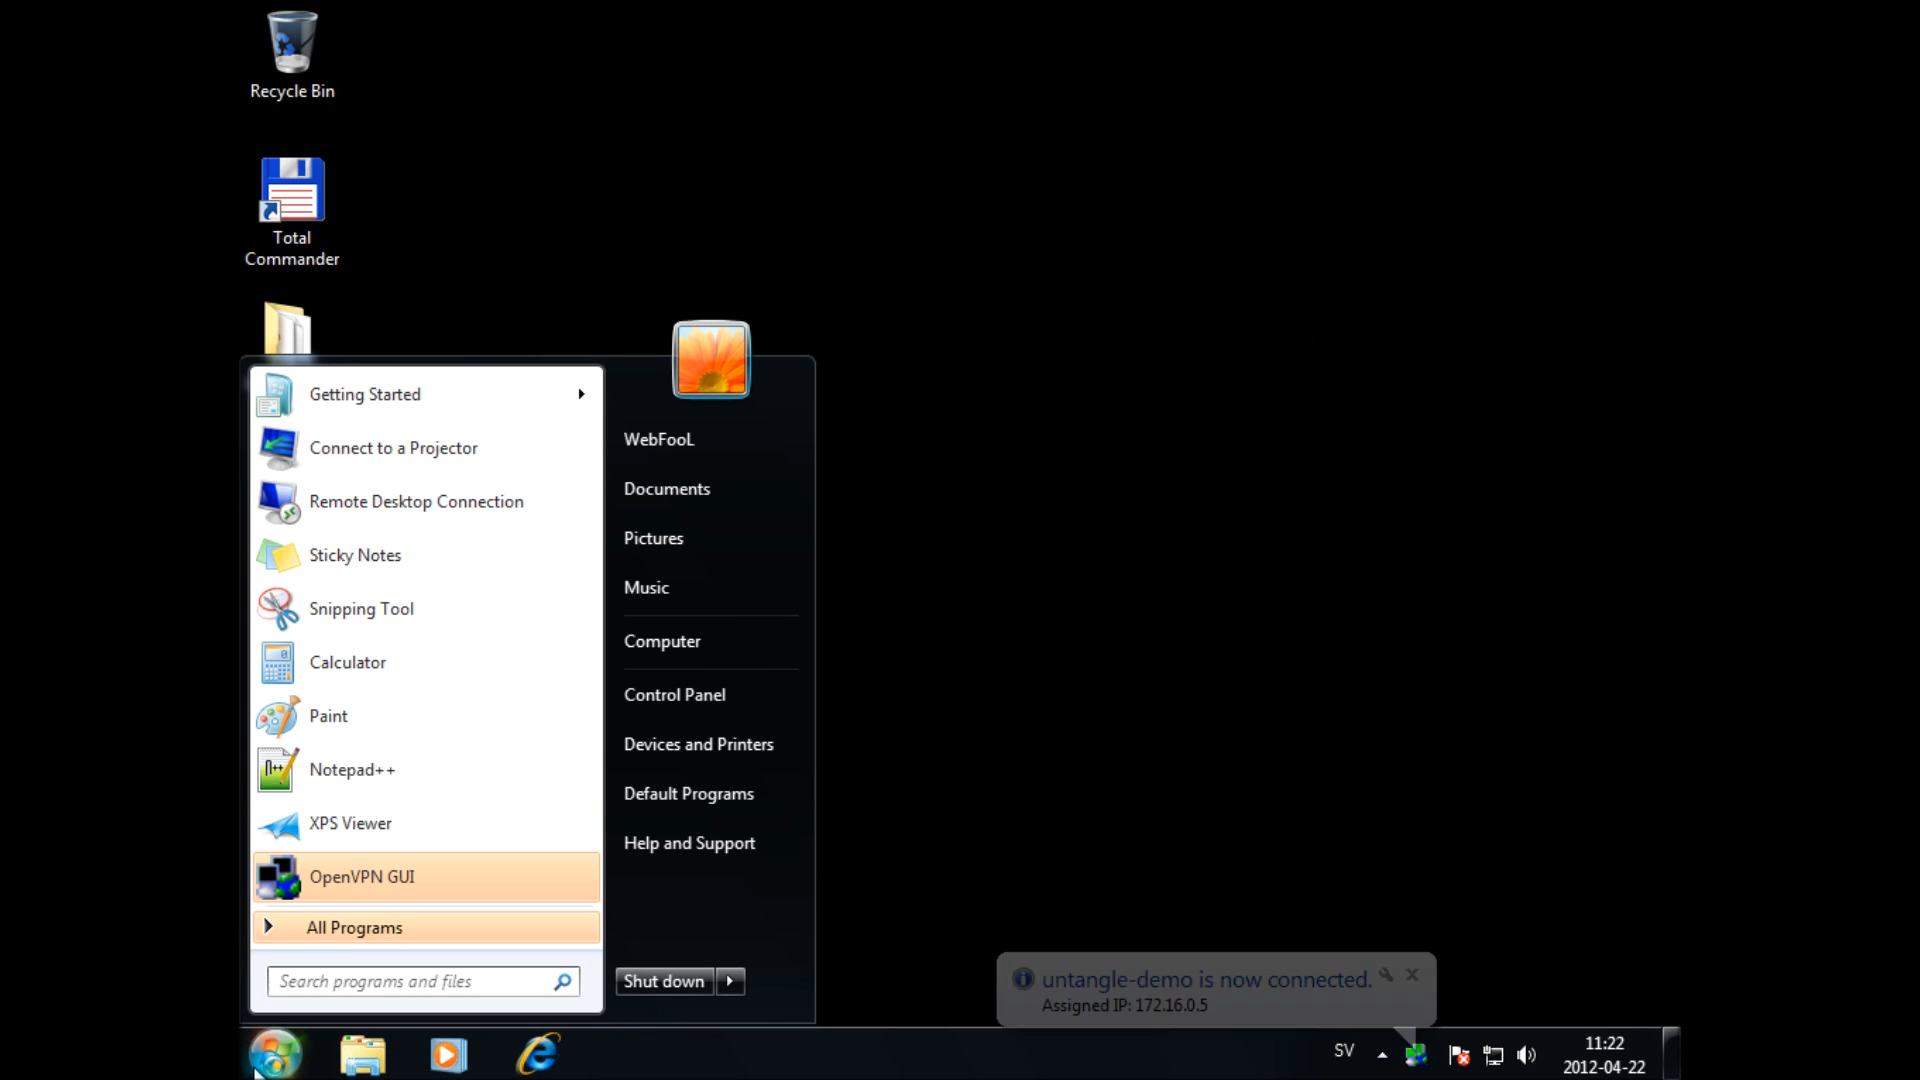 Recycle Bin
Total
Commander
Getting Started
Connect to a Projector
Remote Desktop Connection
Sticky Notes
Snipping Tool
Calculator
Paint
Notepad++
XPS Viewer
OpenVPN GUI
All Programs
Search programs and files
WebFooL
Documents
Pictures
Music
Computer
Control Panel
Devices and Printers
Default Programs
Help and Support
Shut down
untangle-demo is now connected.
Assigned IP: 172.16.0.5
SV
11:22
2012-04-22